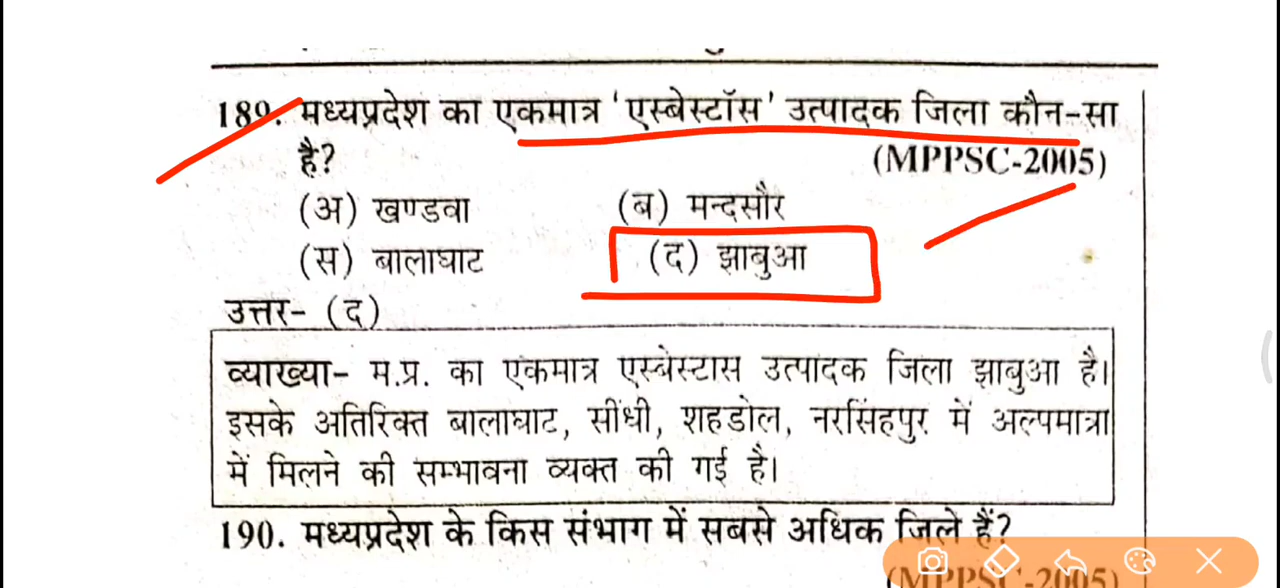 189. मध्यप्रदेश का एकमात्र 'एस्बेस्टॉस' उत्पादक जिला कौन-सा
है? (MPPSC-2005)
(अ) खण्डवा (ब) मन्दसौर
(स) बालाघाट (द) झाबुआ
उत्तर- (द)
व्याख्या- म.प्र. का एकमात्र एस्बेस्टास उत्पादक जिला झाबुआ है।
इसके अतिरिक्त बालाघाट, सींधी, शहडोल, नरसिंहपुर में अल्पमात्रा
में मिलने की सम्भावना व्यक्त की गई है।
190. मध्यप्रदेश के किस संभाग में सबसे अधिक जिले हैं?
(MPPSC-2005)